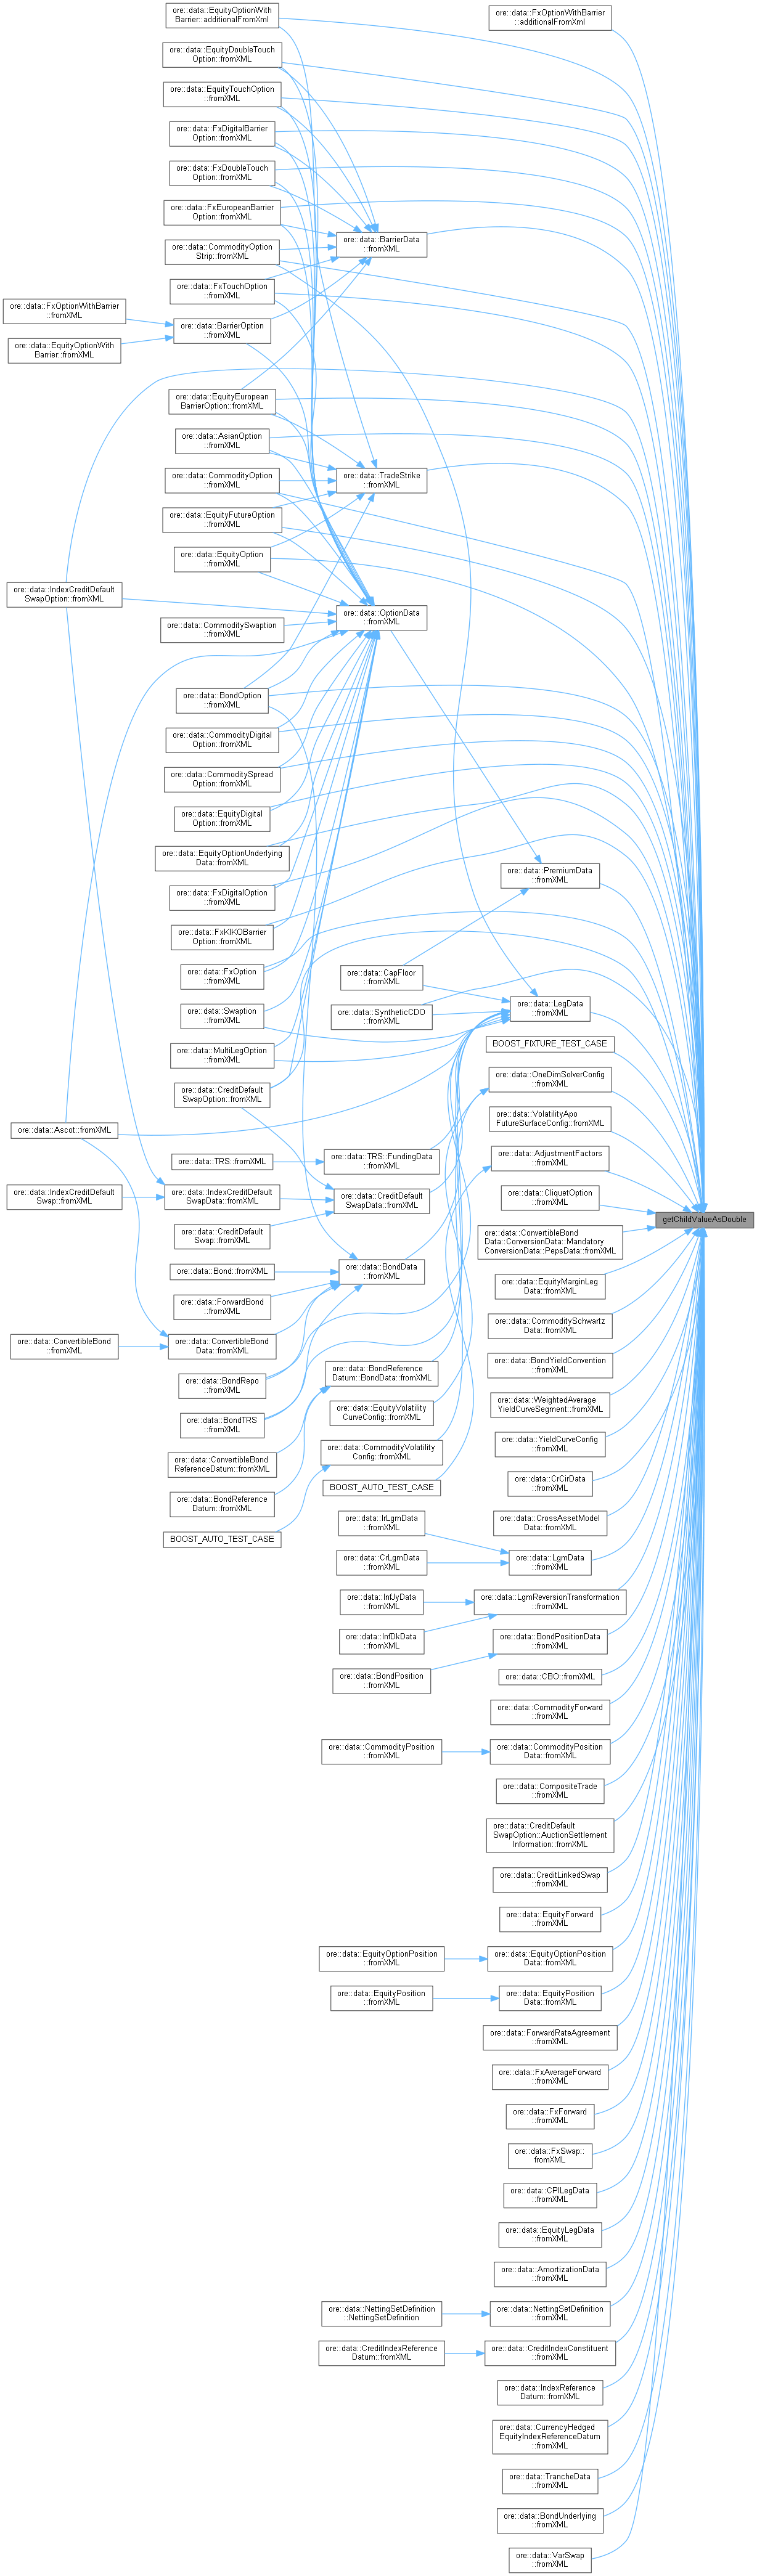 ore::data::EquityOptionWith
Barrier::additionalFromXml
ore::data::FxOptionWithBarrier
::additionalFromXml
ore::data::EquityDoubleTouch
Option::fromXML
ore::data::EquityTouchOption
::fromXML
ore::data::FxDigitalBarrier
Option::fromXML
ore::data::FxDoubleTouch
Option::fromXML
ore::data::FxEuropeanBarrier
Option::fromXML
ore::data::BarrierData
::fromXML
ore::data::CommodityOption
Strip::fromXML
ore::data::FxTouchOption
::fromXML
ore::data::FxOptionWithBarrier
::fromXML
ore::data::BarrierOption
::fromXML
ore::data::EquityOptionWith
Barrier::fromXML
ore::data::EquityEuropean
BarrierOption::fromXML
ore::data::AsianOption
::fromXML
ore::data::CommodityOption
::fromXML
ore::data::TradeStrike
::fromXML
ore::data::EquityFutureOption
::fromXML
ore::data::EquityOption
::fromXML
ore::data::IndexCreditDefault
SwapOption::fromXML
ore::data::OptionData
::fromXML
ore::data::CommoditySwaption
::fromXML
ore::data::BondOption
::fromXML
ore::data::CommodityDigital
Option::fromXML
ore::data::CommoditySpread
Option::fromXML
ore::data::EquityDigital
Option::fromXML
ore::data::EquityOptionUnderlying
Data::fromXML
ore::data::PremiumData
::fromXML
ore::data::FxDigitalOption
::fromXML
ore::data::FxKIKOBarrier
Option::fromXML
ore::data::FxOption
::fromXML
ore::data::CapFloor
::fromXML
ore::data::LegData
::fromXML
ore::data::Swaption
::fromXML
ore::data::SyntheticCDO
::fromXML
BOOST_FIXTURE_TEST_CASE
ore::data::MultiLegOption
::fromXML
ore::data::OneDimSolverConfig
::fromXML
ore::data::CreditDefault
SwapOption::fromXML
ore::data::VolatilityApo
FutureSurfaceConfig::fromXML
ore::data::Ascot::fromXML
ore::data::TRS::fromXML
ore::data::TRS::FundingData
::fromXML
ore::data::AdjustmentFactors
::fromXML
ore::data::IndexCreditDefault
Swap::fromXML
ore::data::IndexCreditDefault
SwapData::fromXML
ore::data::CreditDefault
SwapData::fromXML
ore::data::CliquetOption
::fromXML
getChildValueAsDouble
ore::data::CreditDefault
Swap::fromXML
ore::data::ConvertibleBond
Data::ConversionData::Mandatory
ConversionData::PepsData::fromXML
ore::data::Bond::fromXML
ore::data::BondData
::fromXML
ore::data::EquityMarginLeg
Data::fromXML
ore::data::ForwardBond
::fromXML
ore::data::CommoditySchwartz
Data::fromXML
ore::data::ConvertibleBond
::fromXML
ore::data::ConvertibleBond
Data::fromXML
ore::data::BondYieldConvention
::fromXML
ore::data::BondRepo
::fromXML
ore::data::BondReference
Datum::BondData::fromXML
ore::data::WeightedAverage
YieldCurveSegment::fromXML
ore::data::BondTRS
::fromXML
ore::data::EquityVolatility
CurveConfig::fromXML
ore::data::YieldCurveConfig
::fromXML
ore::data::ConvertibleBond
ReferenceDatum::fromXML
ore::data::CommodityVolatility
Config::fromXML
ore::data::CrCirData
::fromXML
ore::data::BondReference
Datum::fromXML
BOOST_AUTO_TEST_CASE
ore::data::CrossAssetModel
Data::fromXML
BOOST_AUTO_TEST_CASE
ore::data::IrLgmData
::fromXML
ore::data::CrLgmData
::fromXML
ore::data::LgmData
::fromXML
ore::data::InfJyData
::fromXML
ore::data::LgmReversionTransformation
::fromXML
ore::data::InfDkData
::fromXML
ore::data::BondPositionData
::fromXML
ore::data::BondPosition
::fromXML
ore::data::CBO::fromXML
ore::data::CommodityForward
::fromXML
ore::data::CommodityPosition
::fromXML
ore::data::CommodityPosition
Data::fromXML
ore::data::CompositeTrade
::fromXML
ore::data::CreditDefault
SwapOption::AuctionSettlement
Information::fromXML
ore::data::CreditLinkedSwap
::fromXML
ore::data::EquityForward
::fromXML
ore::data::EquityOptionPosition
::fromXML
ore::data::EquityOptionPosition
Data::fromXML
ore::data::EquityPosition
::fromXML
ore::data::EquityPosition
Data::fromXML
ore::data::ForwardRateAgreement
::fromXML
ore::data::FxAverageForward
::fromXML
ore::data::FxForward
::fromXML
ore::data::FxSwap::
fromXML
ore::data::CPILegData
::fromXML
ore::data::EquityLegData
::fromXML
ore::data::AmortizationData
::fromXML
ore::data::NettingSetDefinition
::NettingSetDefinition
ore::data::NettingSetDefinition
::fromXML
ore::data::CreditIndexReference
Datum::fromXML
ore::data::CreditIndexConstituent
::fromXML
ore::data::IndexReference
Datum::fromXML
ore::data::CurrencyHedged
EquityIndexReferenceDatum
::fromXML
ore::data::TrancheData
::fromXML
ore::data::BondUnderlying
::fromXML
ore::data::VarSwap
::fromXML